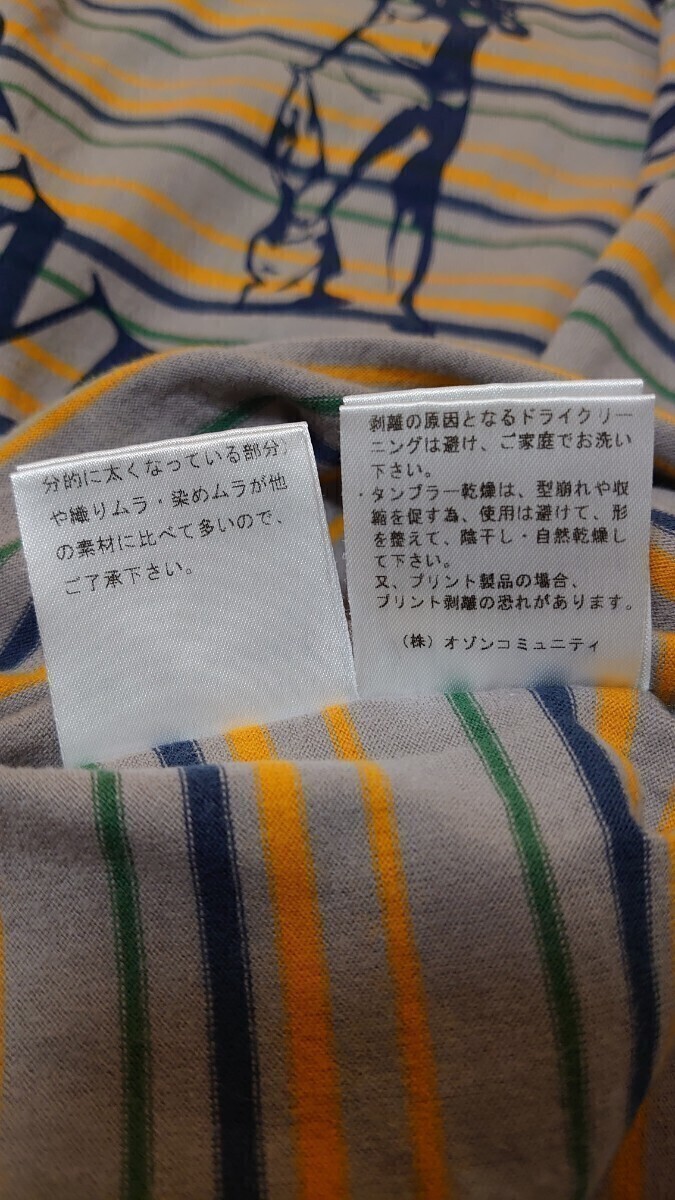 分的に太くなっている部分)
や織りムラ・染めムラが他
の素材に比べて多いので、
ご了承下さい。
剥離の原因となるドライクリー
ニングは避け、ご家庭でお洗い
下さい。
・タンブラー乾燥は、型崩れや収
縮を促す為、使用は避けて、形
を整えて、陰干し・自然乾燥し
て下さい。
又、プリント製品の場合、
プリント剥離の恐れがあります。
(株)オゾンコミュニティ